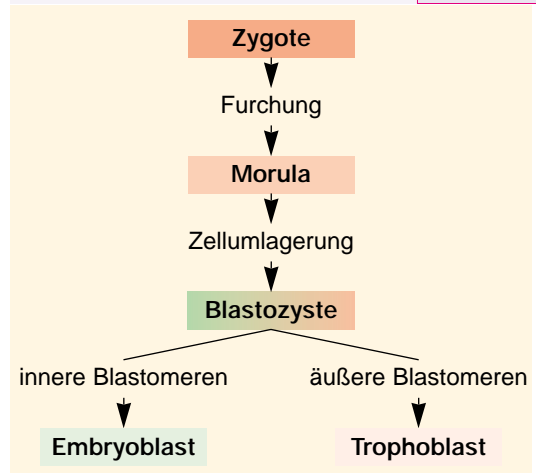 Zygote
Furchung
Morula
Zellumlagerung
Blastozyste
innere Blastomeren
äußere Blastomeren
Embryoblast
Trophoblast